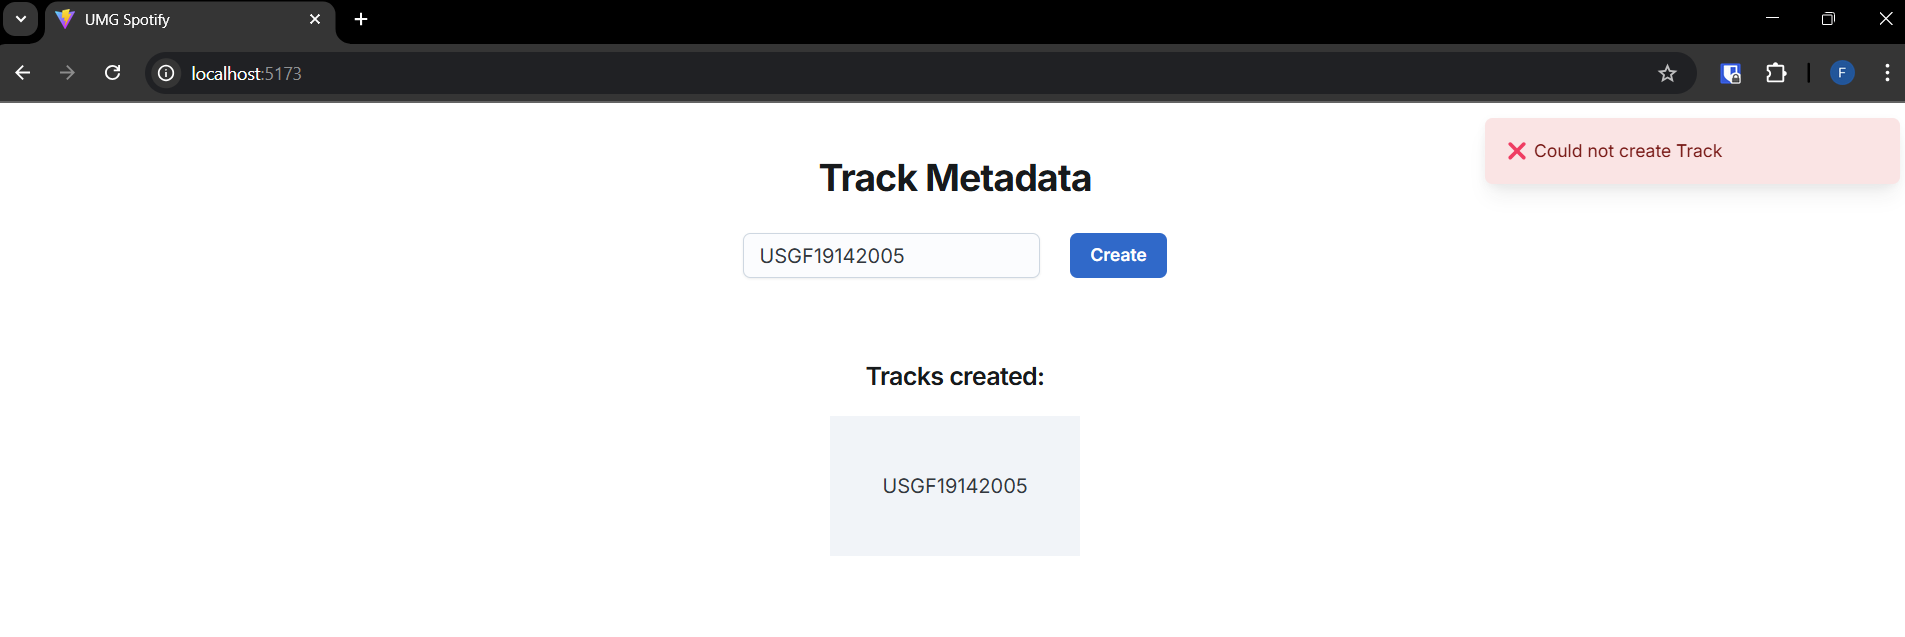 UMG Spotify
localhost:5173
F
❌ Could not create Track
Track Metadata
USGF19142005
Create
Tracks created:
USGF19142005